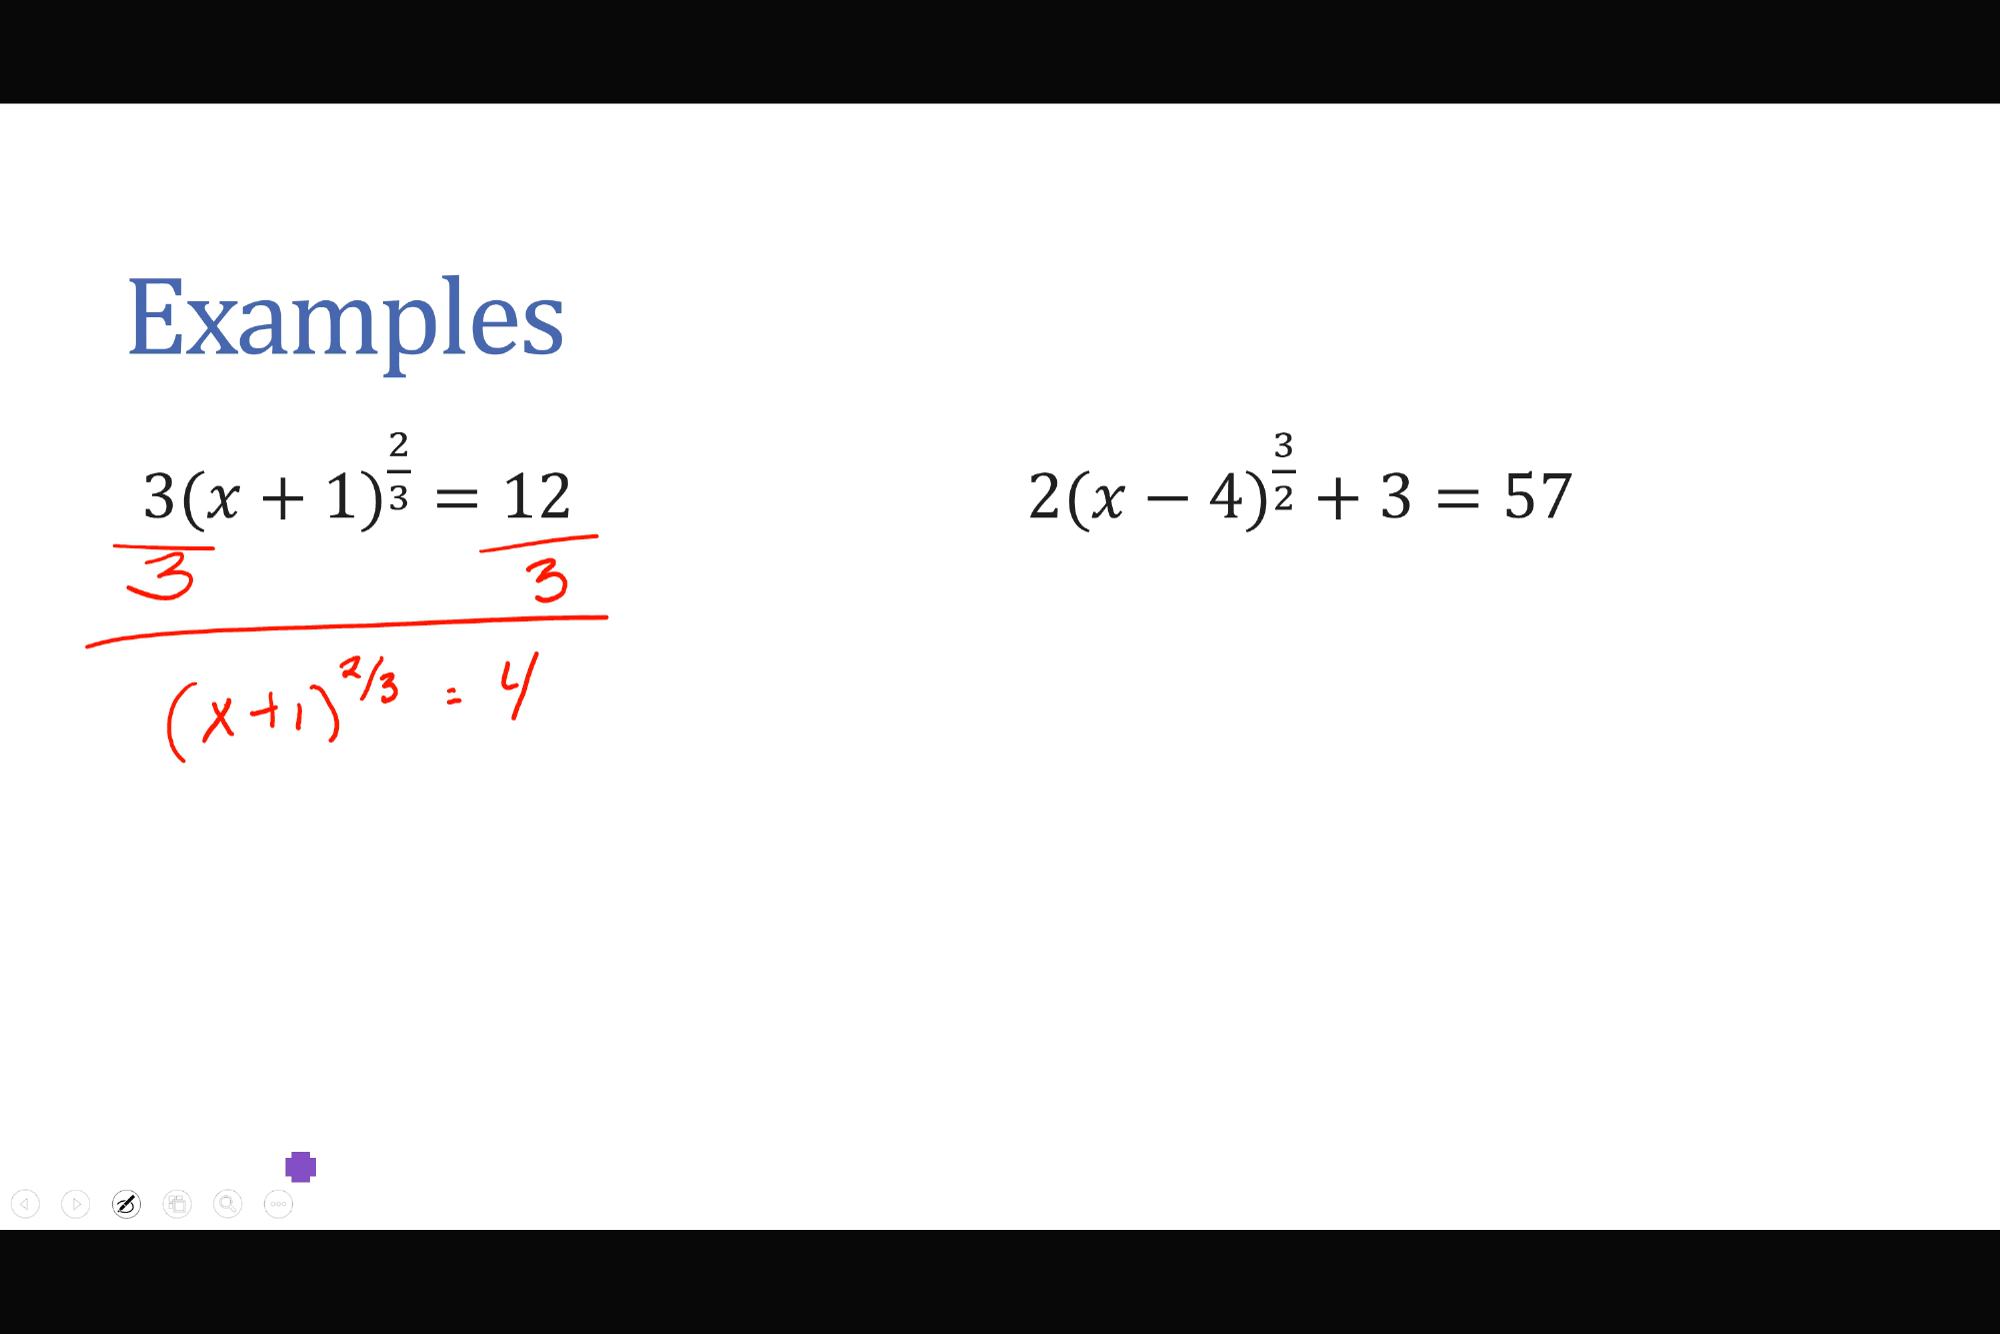 Examples
3(x + 1)^{2/3} = 12
3 3
(x+1)^{2/3} = 4
2(x − 4)^{3/2} + 3 = 57